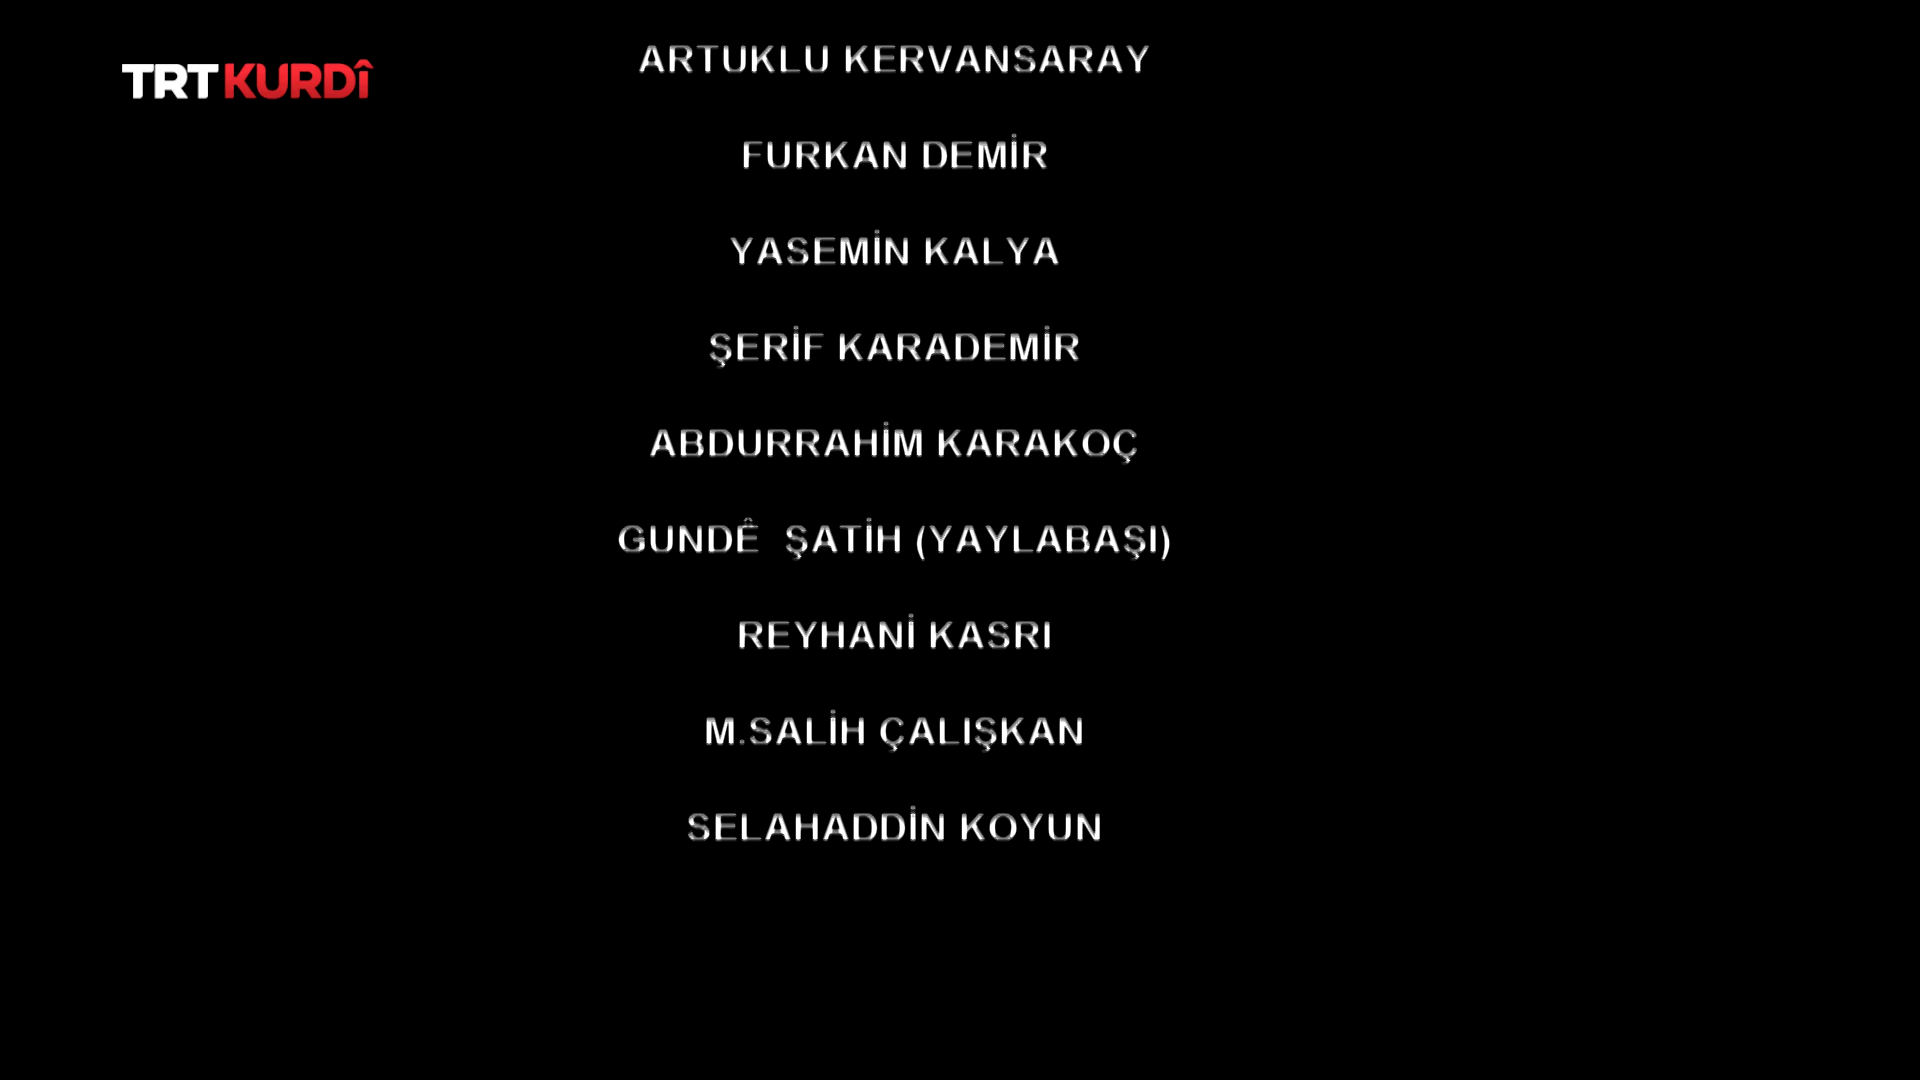 TRT KURDÎ
ARTUKLU KERVANSARAY
FURKAN DEMİR
YASEMİN KALYA
ŞERİF KARADEMİR
ABDURRAHİM KARAKOÇ
GUNDÊ  ŞATİH (YAYLABAŞI)
REYHANİ KASRI
M.SALİH ÇALIŞKAN
SELAHADDİN KOYUN